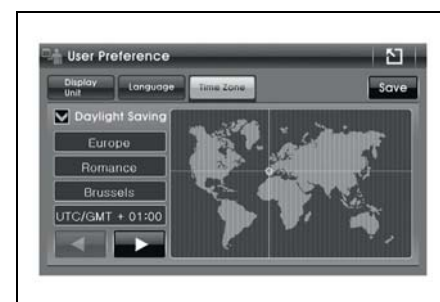 User Preference
Display
Unit
Language
Time Zone
Save
Daylight Saving
Europe
Romance
Brussels
UTC/GMT + 01:00